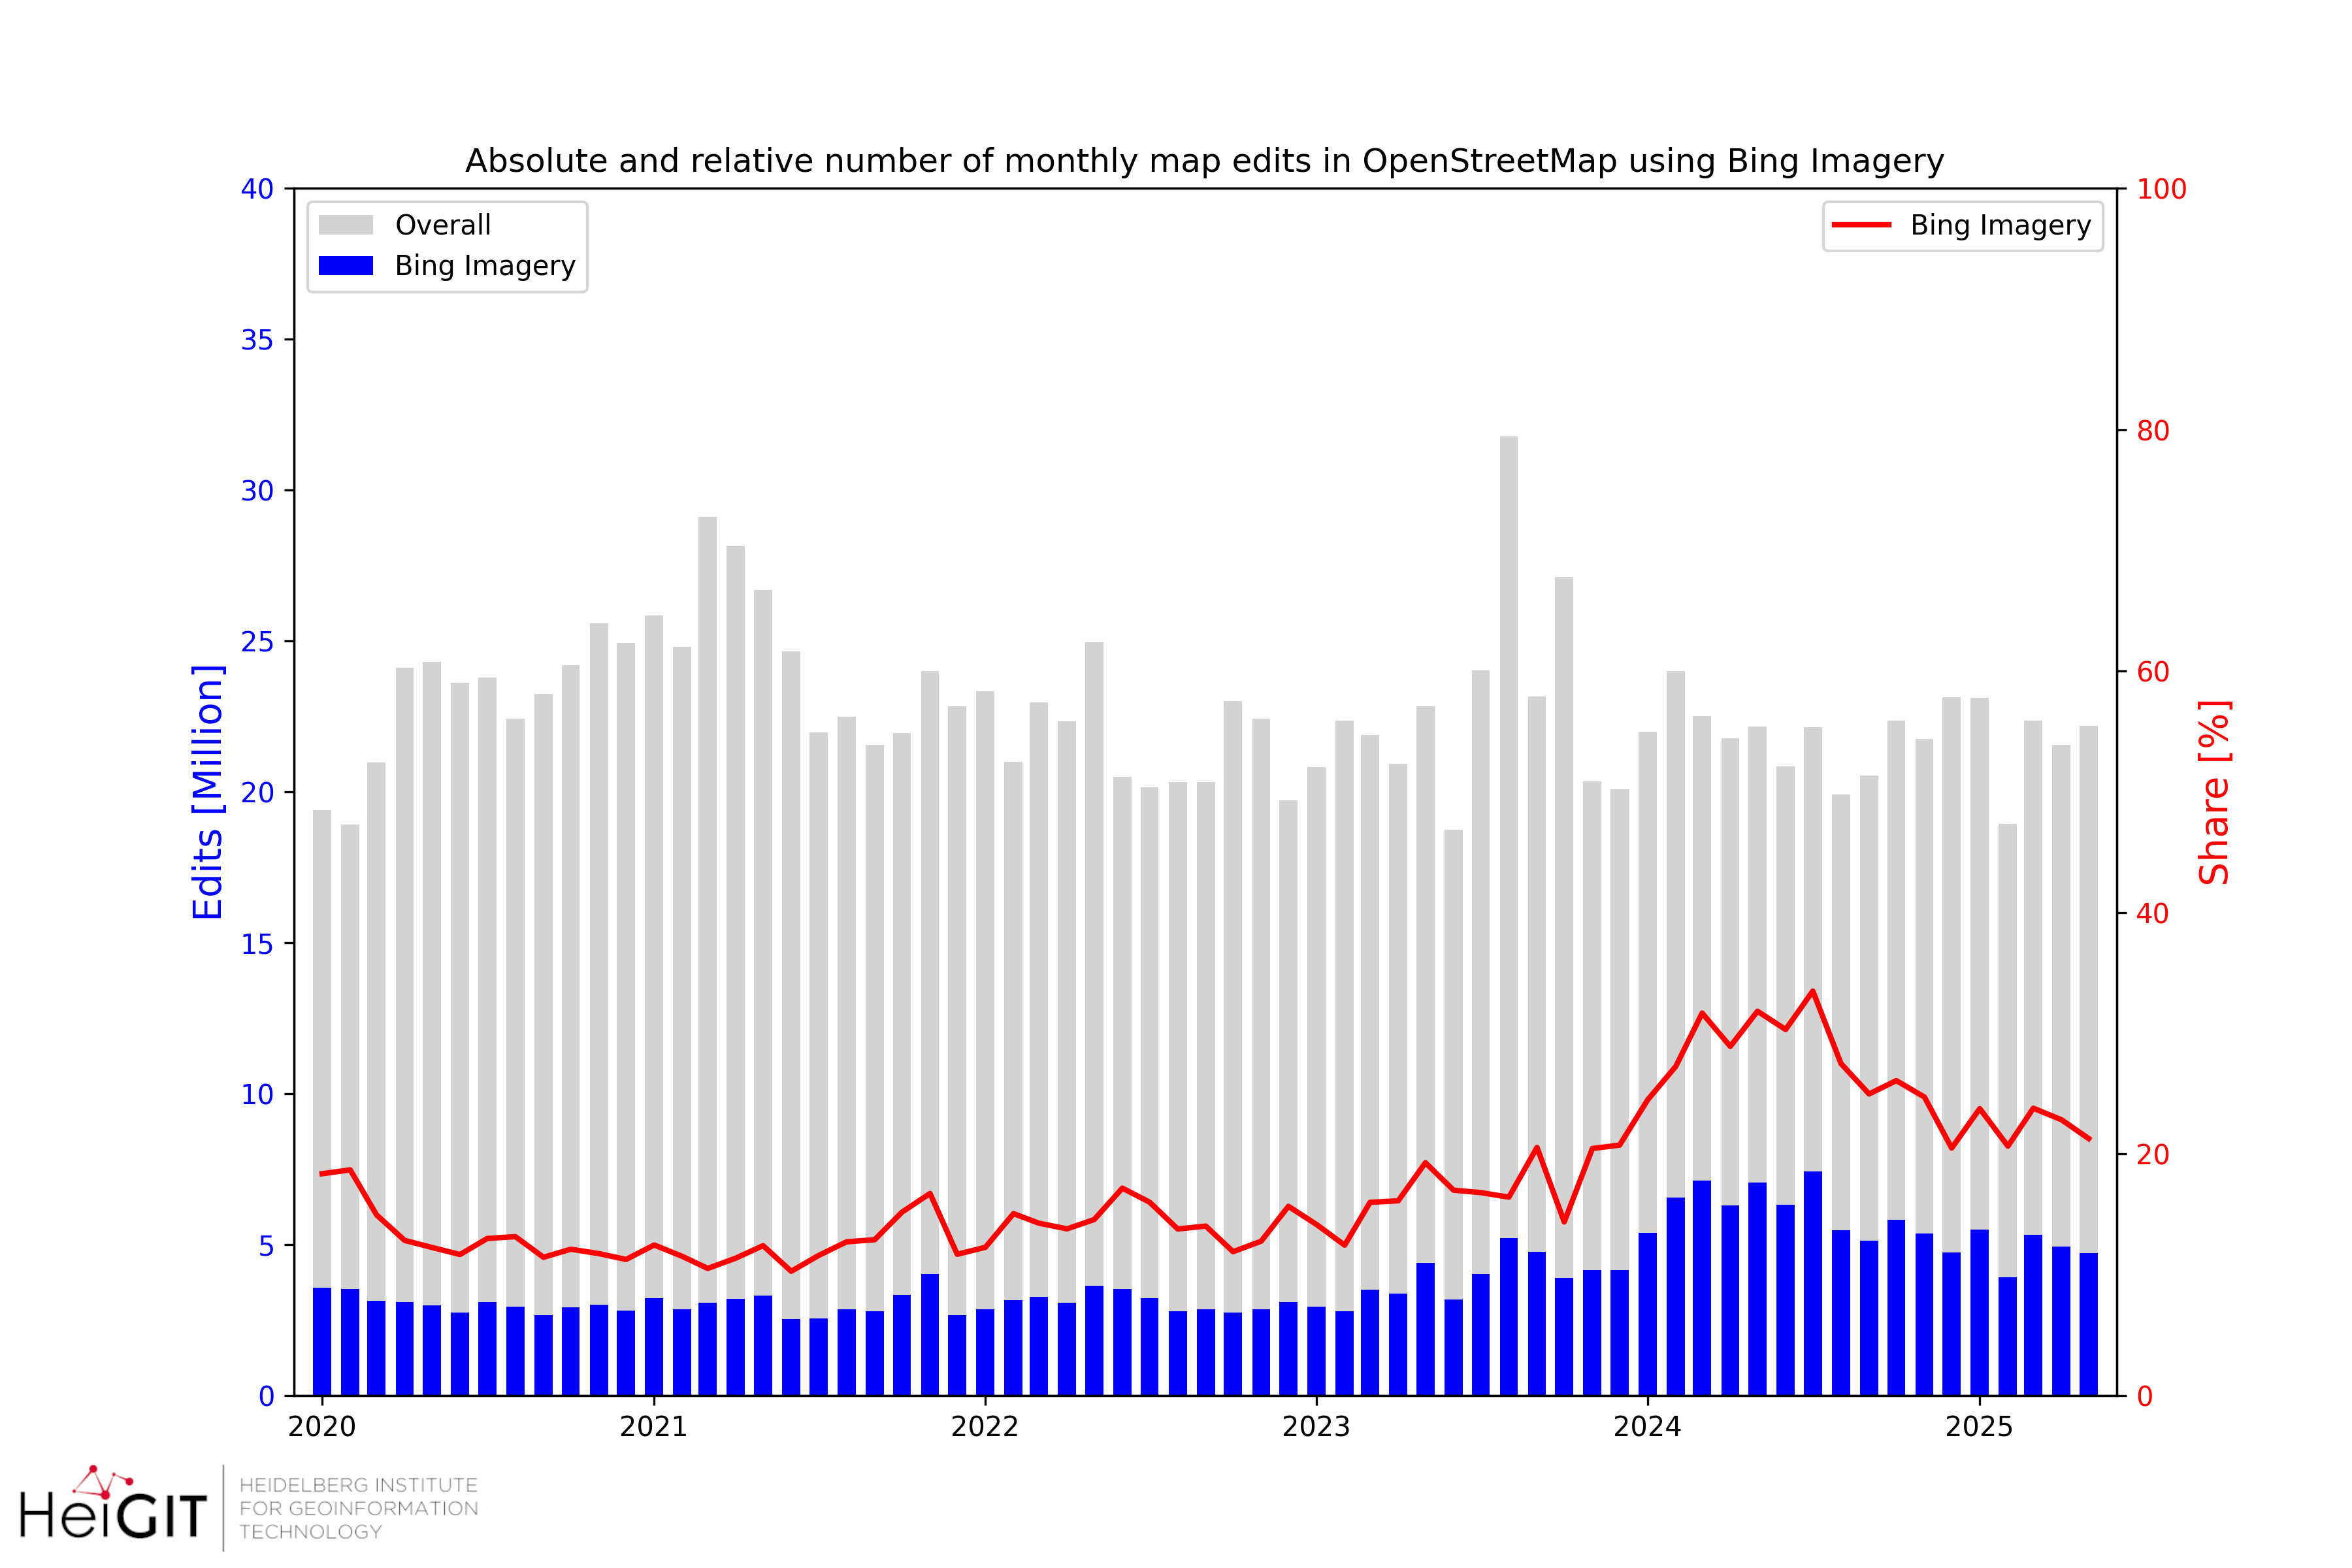 Absolute and relative number of monthly map edits in OpenStreetMap using Bing Imagery
Overall
Bing Imagery
Bing Imagery
Edits [Million]
40
35
30
25
20
15
10
5
0
100
80
60
40
20
0
Share [%]
2020 2021 2022 2023 2024 2025
HeiGIT
HEIDELBERG INSTITUTE
FOR GEOINFORMATION
TECHNOLOGY